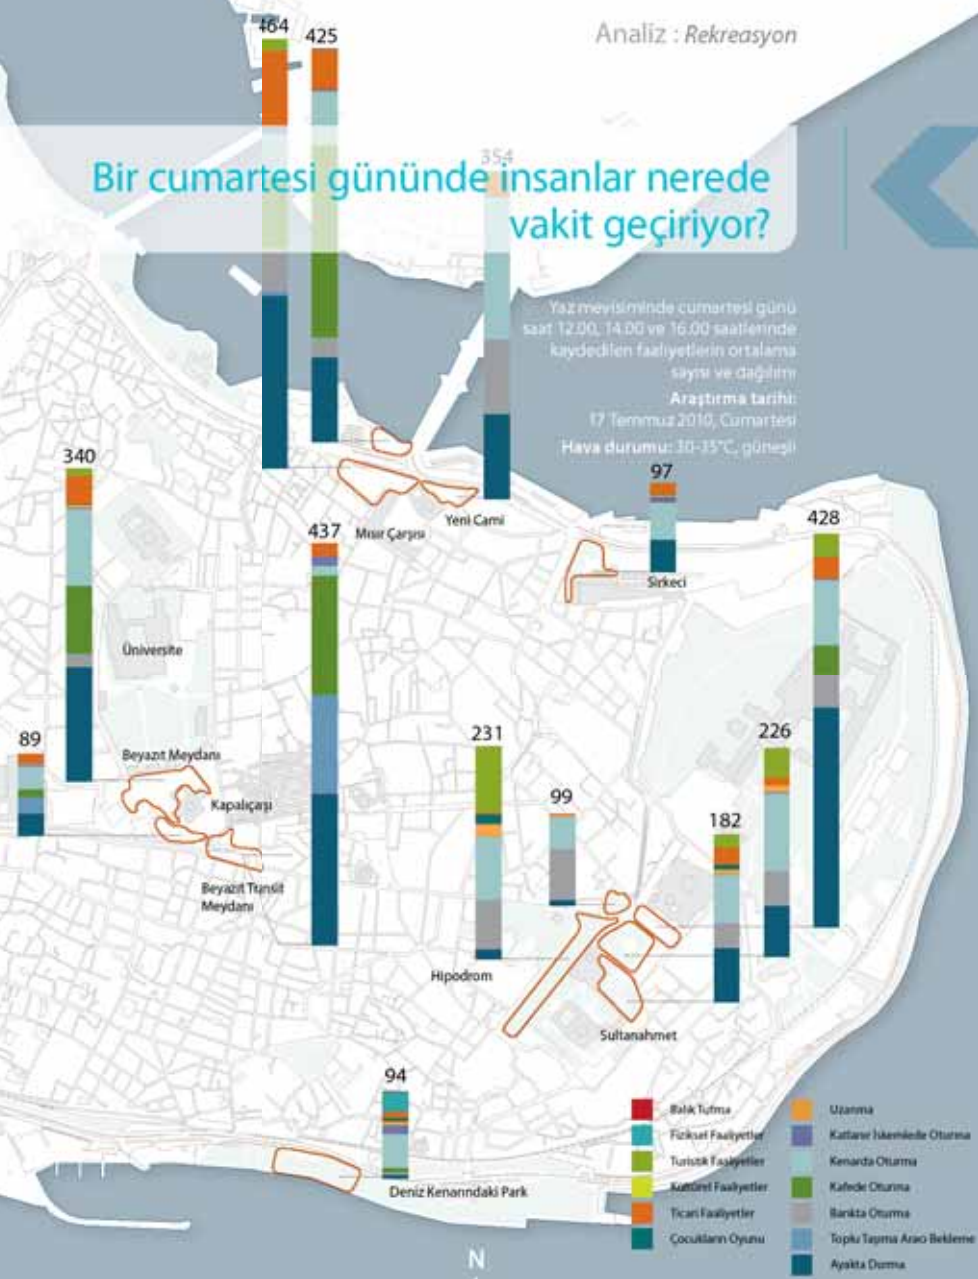 Analiz : Rekreasyon
464
425
354
Bir cumartesi gününde insanlar nerede
vakit geçiriyor?
Yaz mevisiminde cumartesi günü
saat 12.00, 14.00 ve 16.00 saatlerinde
kaydedilen faaliyetlerin ortalama
sayısı ve dağılımı
Araştırma tarihi:
17 Temmuz 2010, Cumartesi
Hava durumu: 30-35°C, güneşli
340
97
428
437
Mısır Çarşısı
Yeni Cami
Sirkeci
Üniversite
89
Beyazıt Meydanı
231
226
Kapalıçaşı
99
182
Beyazıt Transit
Meydanı
Hipodrom
Sultanahmet
94
Deniz Kenarındaki Park
Balık Tutma
Fiziksel Faaliyetler
Turistik Faaliyetler
Kültürel Faaliyetler
Ticari Faaliyetler
Çocukların Oyunu
Uzanma
Katlanır İskemlede Oturma
Kenarda Oturma
Kafede Oturma
Bankta Oturma
Toplu Taşıma Aracı Bekleme
Ayakta Durma
N